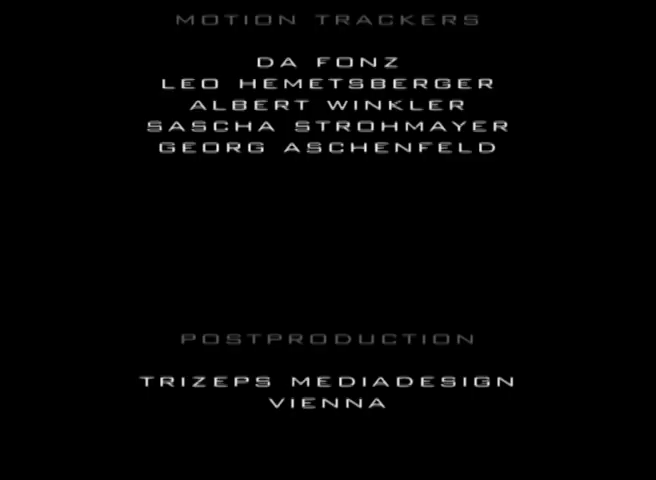 MOTION TRACKERS
DA FONZ
LEO HEMETSBERGER
ALBERT WINKLER
SASCHA STROHMAYER
GEORG ASCHENFELD
POSTPRODUCTION
TRIZEPS MEDIADESIGN
VIENNA